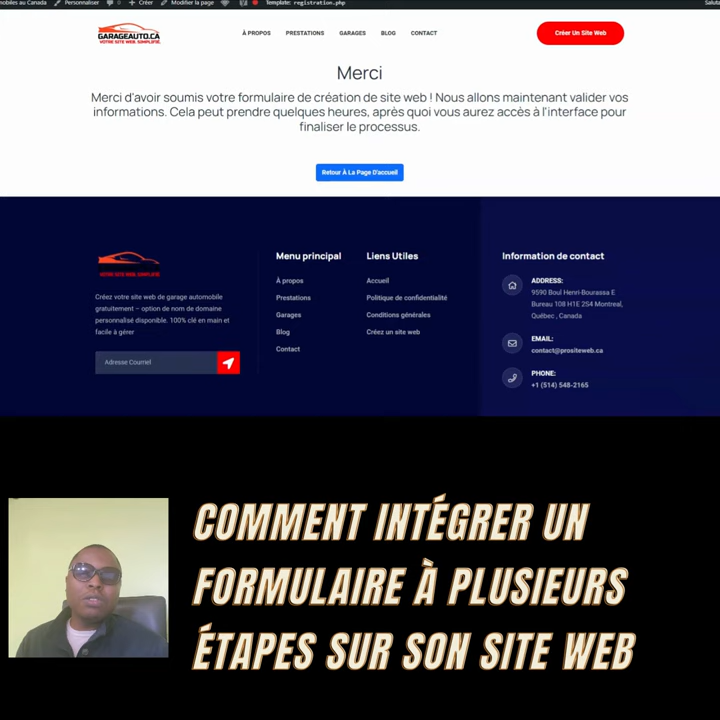 mobiles au Canada Personnaliser 0 Créer Modifier la page Template: registration.php Saluta
GARAGEAUTO.CA
VOTRE SITE WEB. COMPLÈTE.
À PROPOS PRESTATIONS GARAGES BLOG CONTACT
Créer Un Site Web
Merci
Merci d'avoir soumis votre formulaire de création de site web ! Nous allons maintenant valider vos
informations. Cela peut prendre quelques heures, après quoi vous aurez accès à l'interface pour
finaliser le processus.
Retour À La Page D'accueil
Créez votre site web de garage automobile
gratuitement – option de nom de domaine
personnalisé disponible. 100% clé en main et
facile à gérer
Adresse Courriel
Menu principal
À propos
Prestations
Garages
Blog
Contact
Liens Utiles
Accueil
Politique de confidentialité
Conditions générales
Créez un site web
Information de contact
ADDRESS:
9590 Boul Henri-Bourassa E
Bureau 108 H1E 2S4 Montreal,
Québec , Canada
EMAIL:
contact@prositeweb.ca
PHONE:
+1 (514) 548-2165
COMMENT INTÉGRER UN
FORMULAIRE À PLUSIEURS
ÉTAPES SUR SON SITE WEB